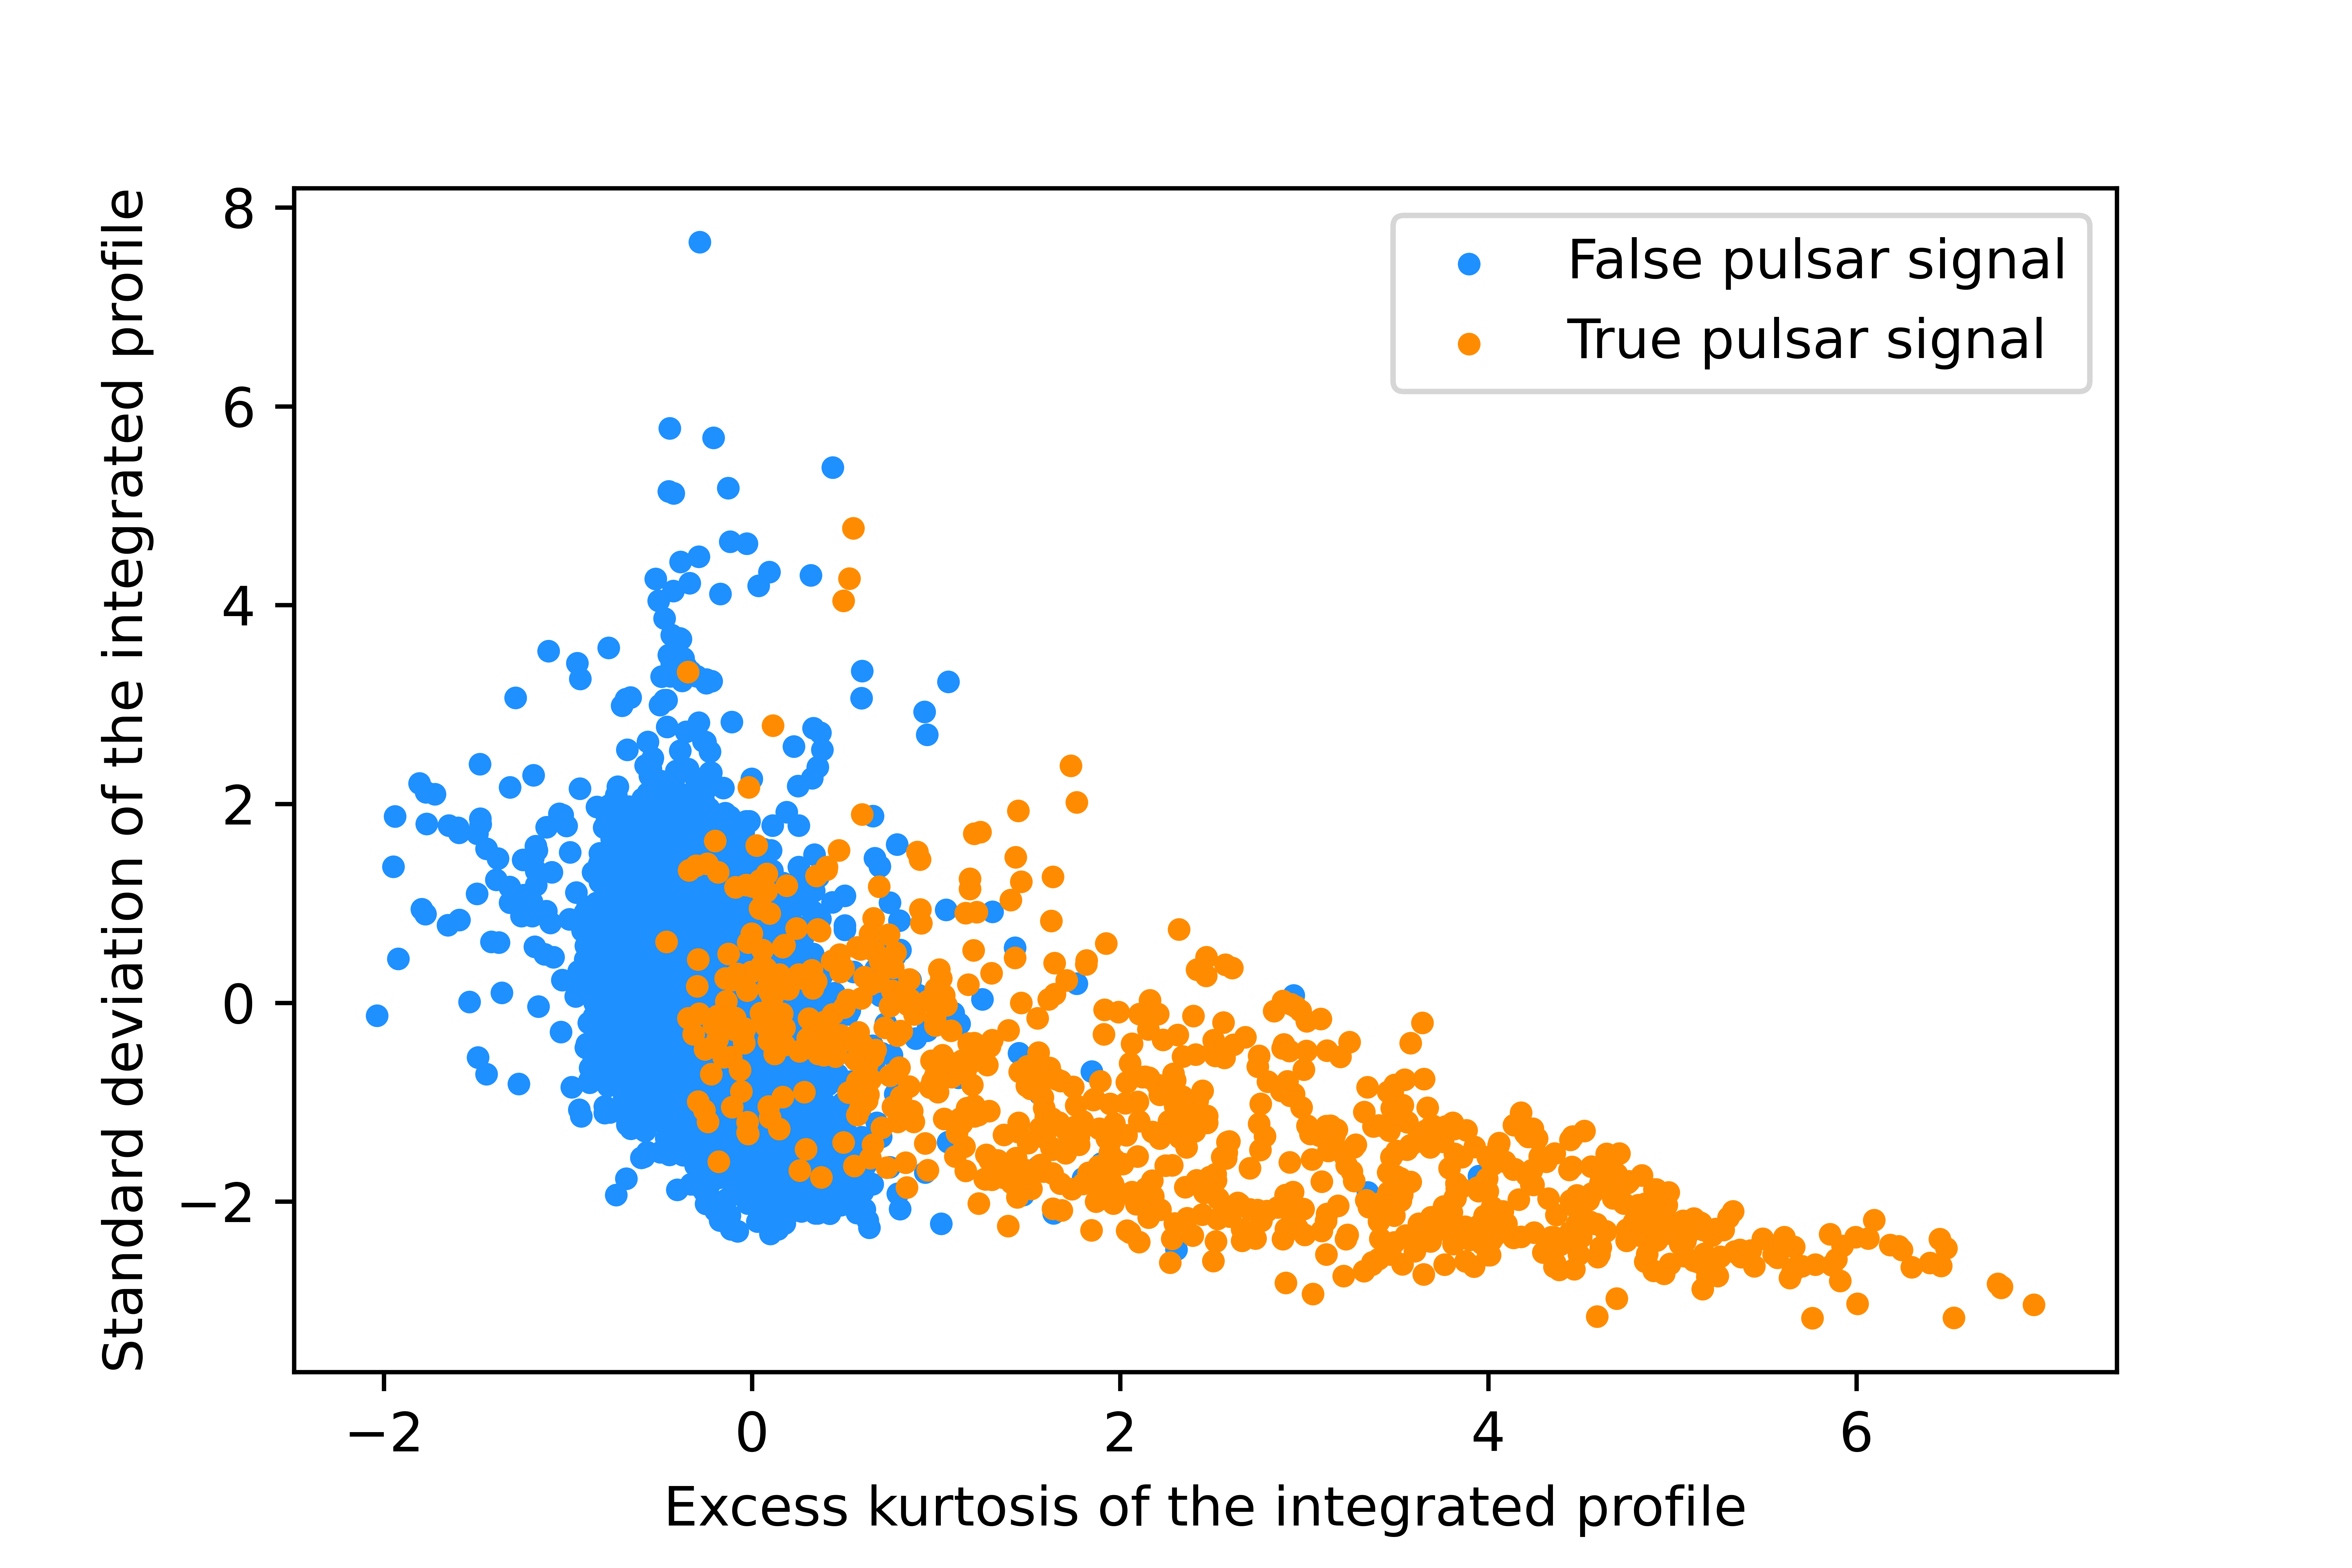 False pulsar signal
True pulsar signal
Standard deviation of the integrated profile
8
6
4
2
0
−2
−2 0 2 4 6
Excess kurtosis of the integrated profile